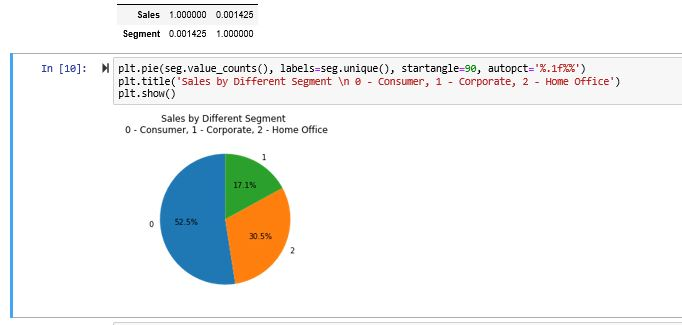 Sales 1.000000 0.001425
Segment 0.001425 1.000000
In [10]:
plt.pie(seg.value_counts(), labels=seg.unique(), startangle=90, autopct='%.1f%%')
plt.title('Sales by Different Segment \n 0 - Consumer, 1 - Corporate, 2 - Home Office')
plt.show()
Sales by Different Segment
0 - Consumer, 1 - Corporate, 2 - Home Office
1
17.1%
0
52.5%
30.5%
2